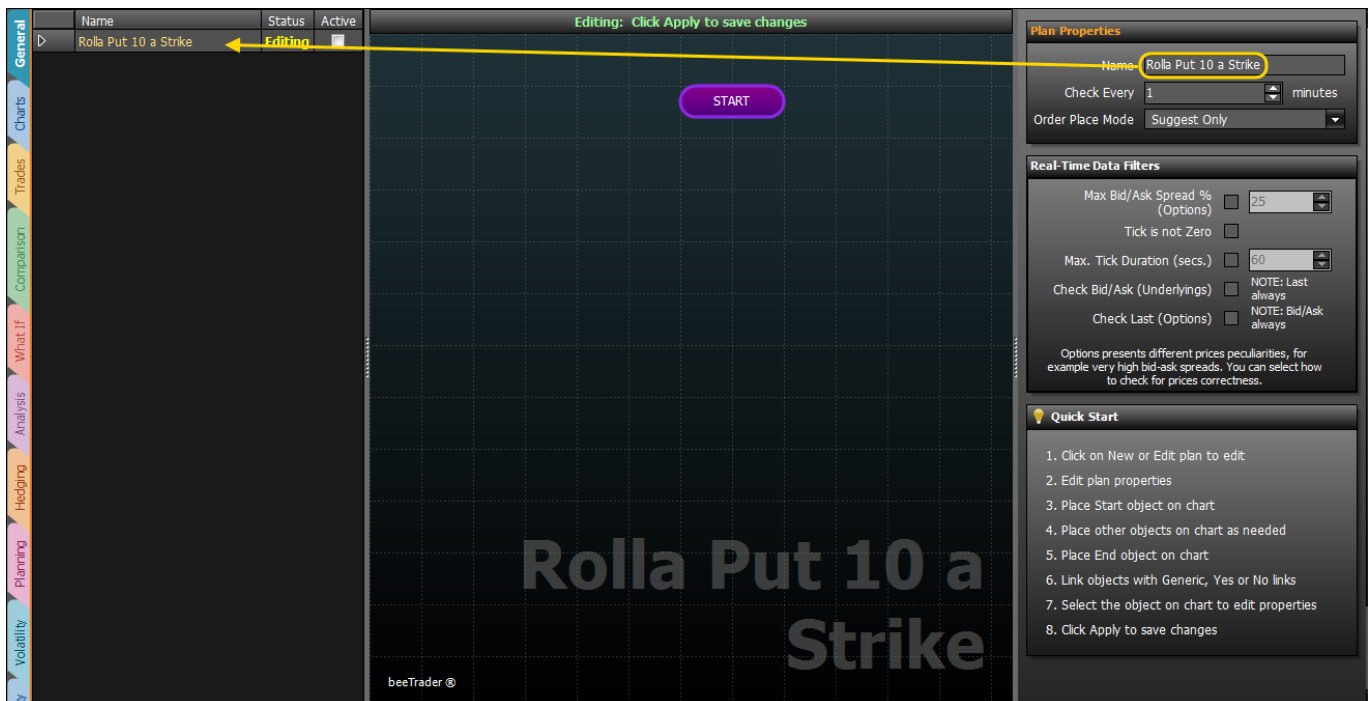 General
Charts
Trades
Comparison
What If
Analysis
Hedging
Planning
Volatility
Name Status Active
Rolla Put 10 a Strike Editing
Editing: Click Apply to save changes
START
Rolla Put 10 a
Strike
beeTrader ®
Plan Properties
Name Rolla Put 10 a Strike
Check Every 1 minutes
Order Place Mode Suggest Only
Real-Time Data Filters
Max Bid/Ask Spread %
(Options) 25
Tick is not Zero
Max. Tick Duration (secs.) 60
Check Bid/Ask (Underlyings) NOTE: Last
always
Check Last (Options) NOTE: Bid/Ask
always
Options presents different prices peculiarities, for
example very high bid-ask spreads. You can select how
to check for prices correctness.
Quick Start
1. Click on New or Edit plan to edit
2. Edit plan properties
3. Place Start object on chart
4. Place other objects on chart as needed
5. Place End object on chart
6. Link objects with Generic, Yes or No links
7. Select the object on chart to edit properties
8. Click Apply to save changes